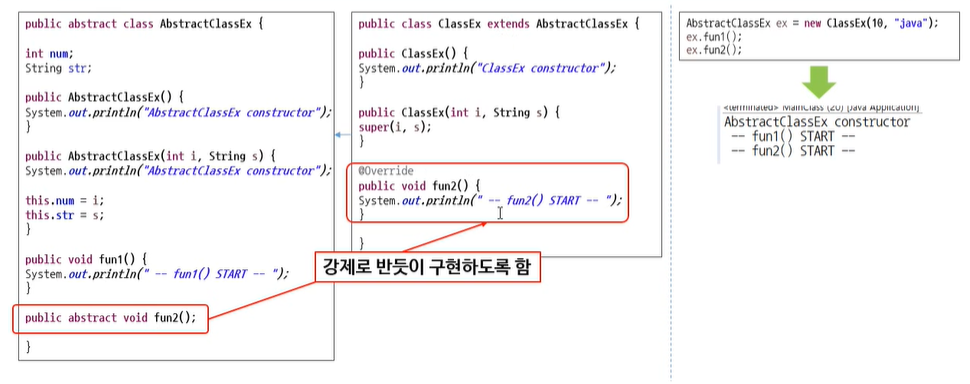 public abstract class AbstractClassEx {
int num;
String str;
public AbstractClassEx() {
System.out.println("AbstractClassEx constructor");
}
public AbstractClassEx(int i, String s) {
System.out.println("AbstractClassEx constructor");
this.num = i;
this.str = s;
}
public void fun1() {
System.out.println(" -- fun1() START -- ");
}
public abstract void fun2();
}
public class ClassEx extends AbstractClassEx {
public ClassEx() {
System.out.println("ClassEx constructor");
}
public ClassEx(int i, String s) {
super(i, s);
}
@Override
public void fun2() {
System.out.println(" -- fun2() START -- ");
}
}
강제로 반듯이 구현하도록 함
AbstractClassEx ex = new ClassEx(10, "java");
ex.fun1();
ex.fun2();
<terminated> MainClass (20) [Java Application]
AbstractClassEx constructor
-- fun1() START --
-- fun2() START --